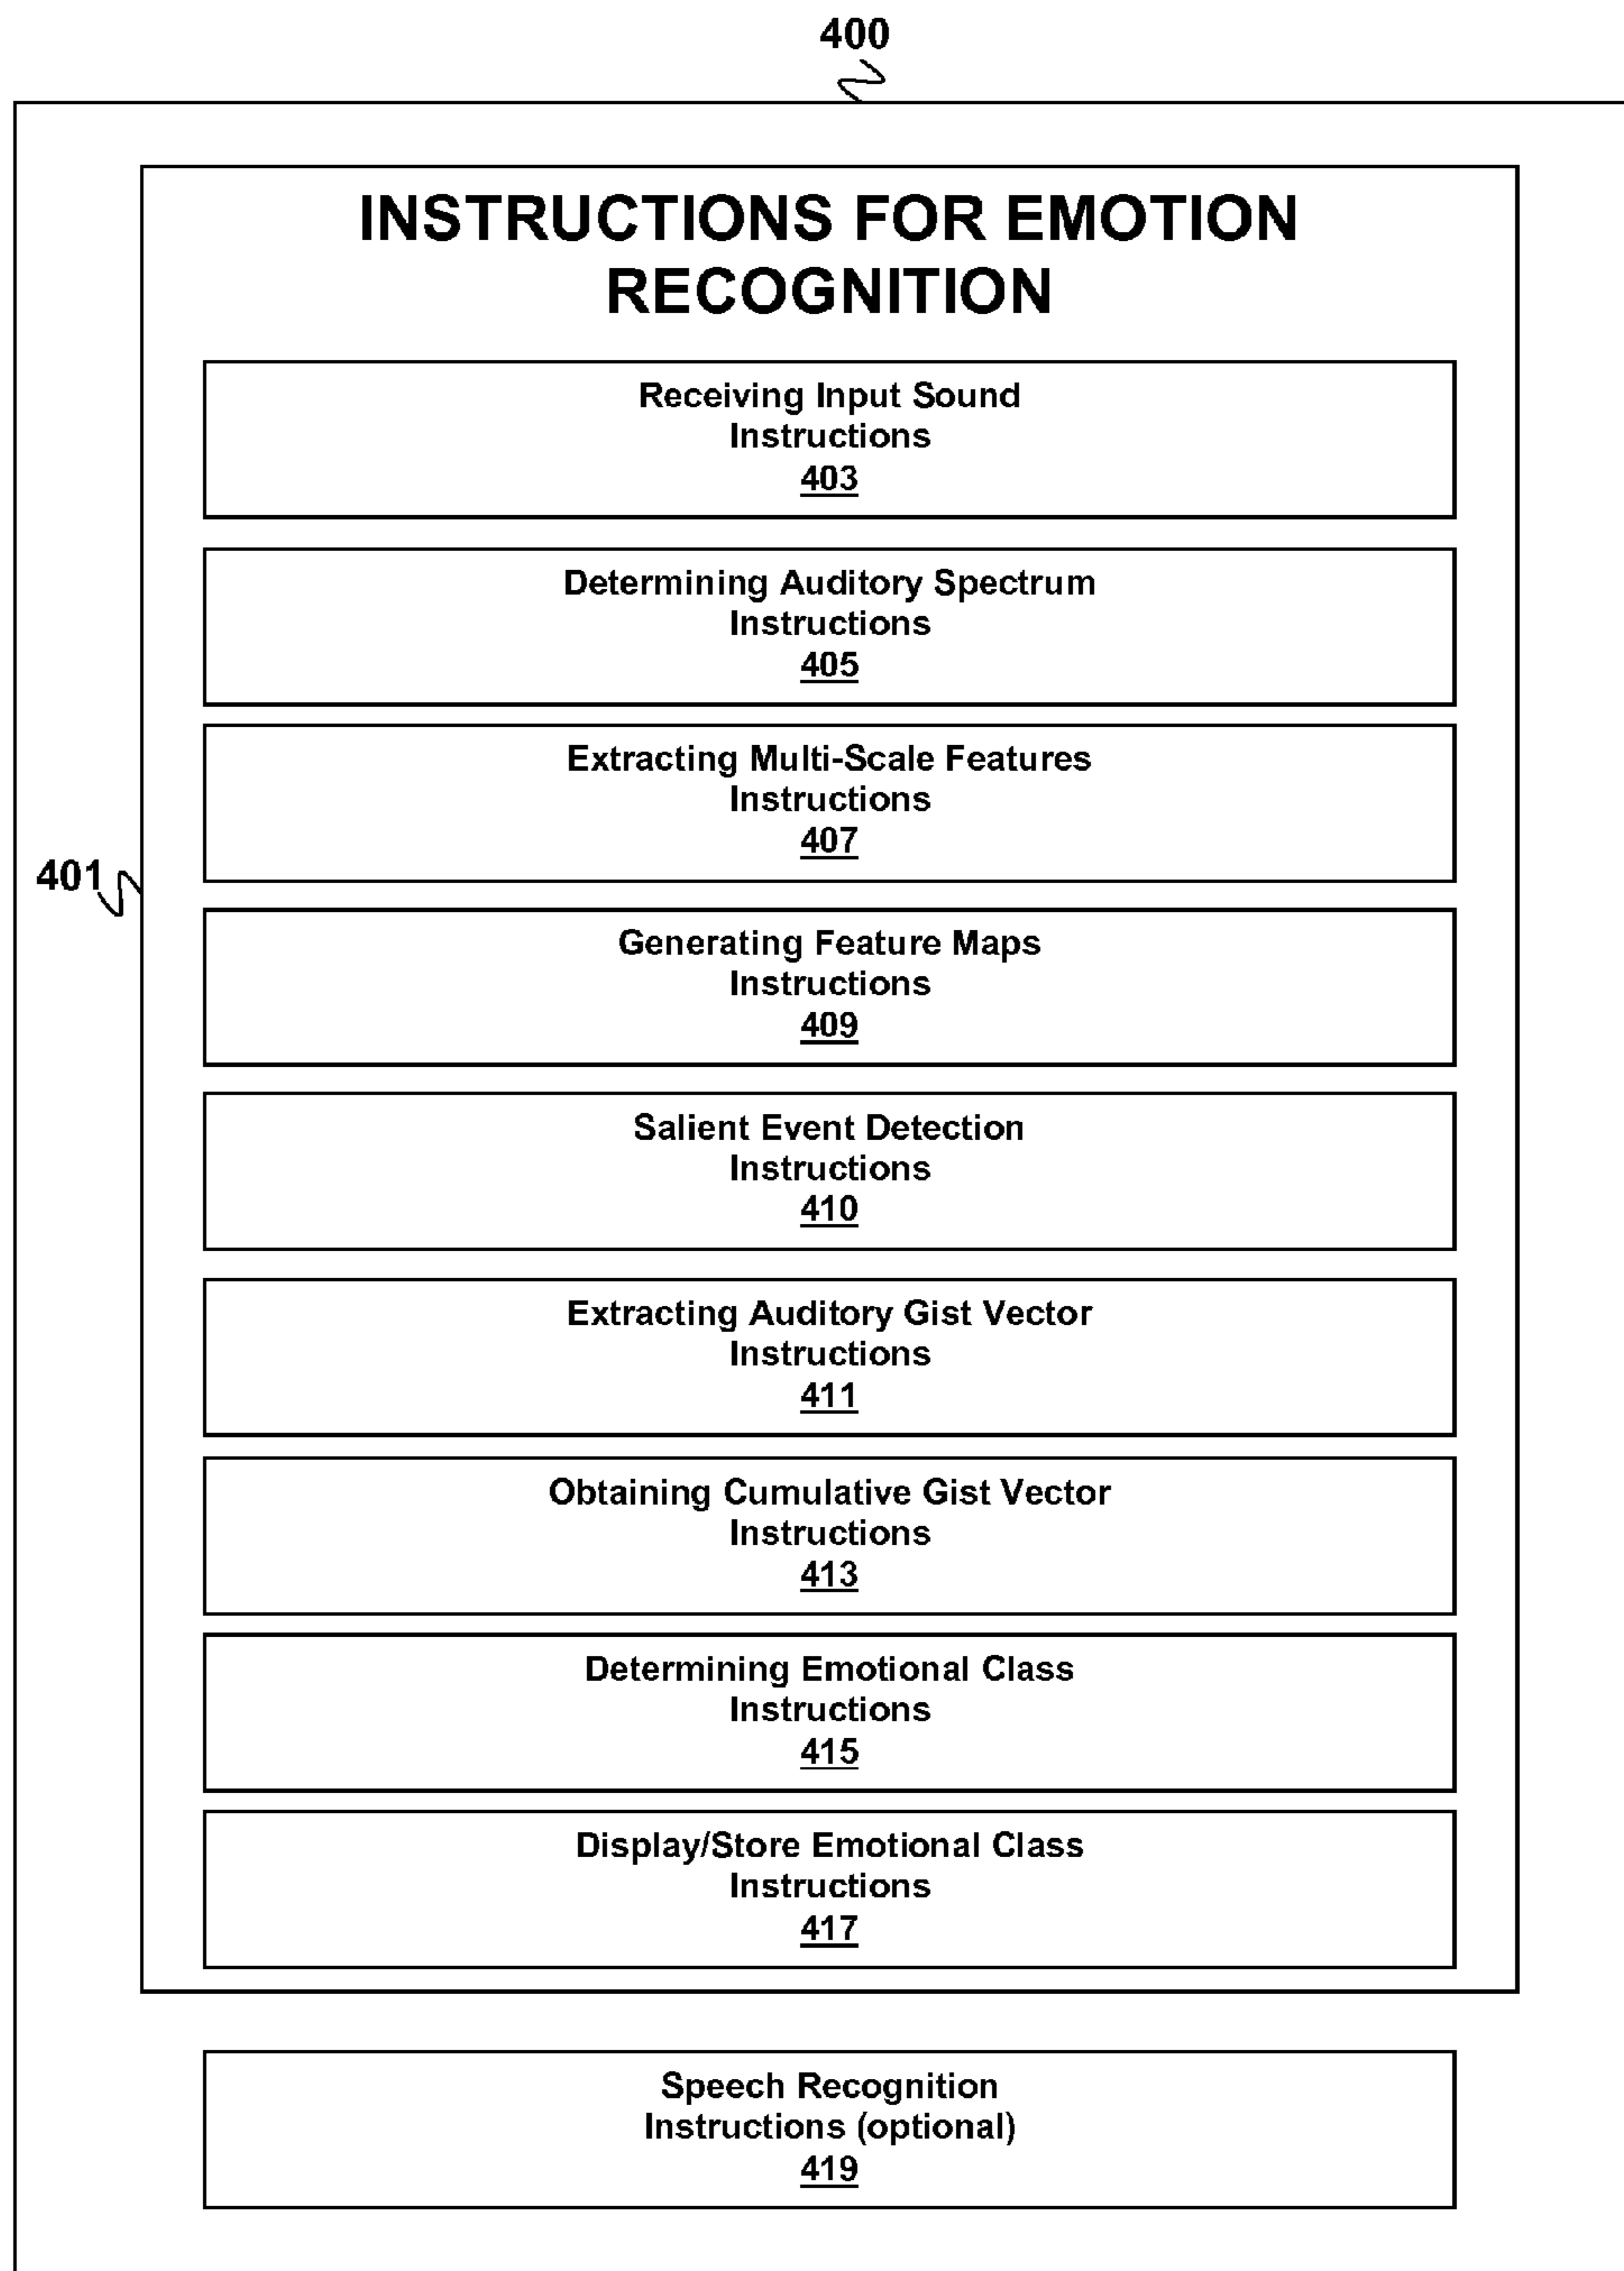 400
INSTRUCTIONS FOR EMOTION
RECOGNITION
Receiving Input Sound
Instructions
403
Determining Auditory Spectrum
Instructions
405
Extracting Multi-Scale Features
Instructions
407
401
Generating Feature Maps
Instructions
409
Salient Event Detection
Instructions
410
Extracting Auditory Gist Vector
Instructions
411
Obtaining Cumulative Gist Vector
Instructions
413
Determining Emotional Class
Instructions
415
Display/Store Emotional Class
Instructions
417
Speech Recognition
Instructions (optional)
419